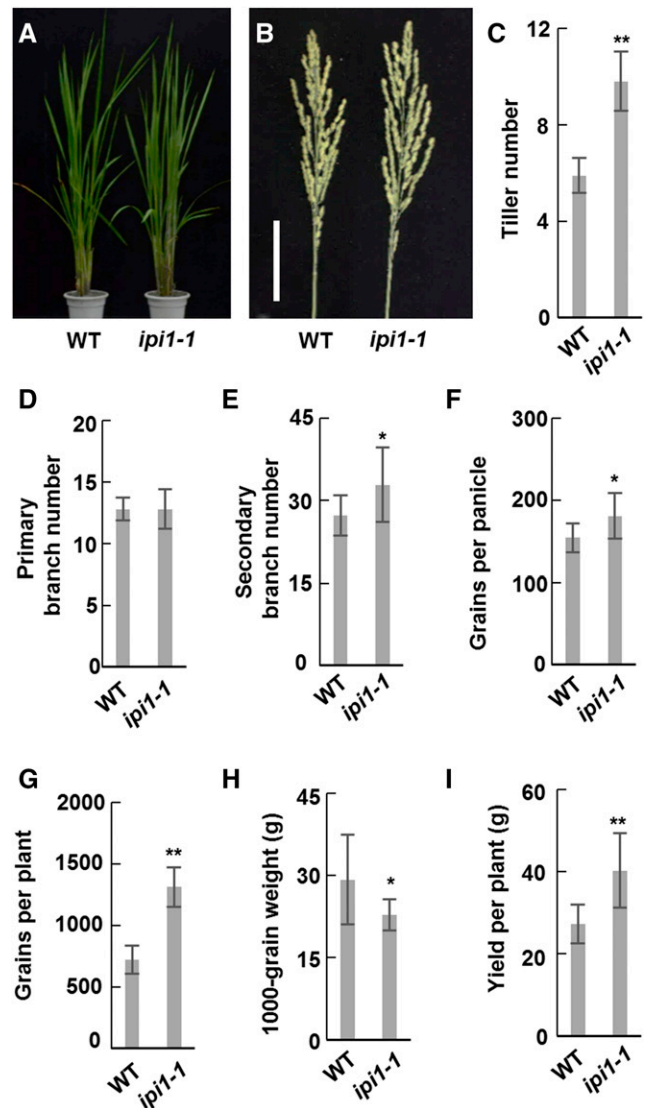 A
WT ipi1-1
B
WT ipi1-1
C
Tiller number
12
8
4
0
WT
ipi1-1
**
D
Primary
branch number
20
15
10
5
0
WT
ipi1-1
E
Secondary
branch number
45
30
15
0
WT
ipi1-1
*
F
Grains per panicle
300
200
100
0
WT
ipi1-1
*
G
Grains per plant
2000
1500
1000
500
0
WT
ipi1-1
**
H
1000-grain weight (g)
45
30
15
0
WT
ipi1-1
*
I
Yield per plant (g)
60
40
20
0
WT
ipi1-1
**